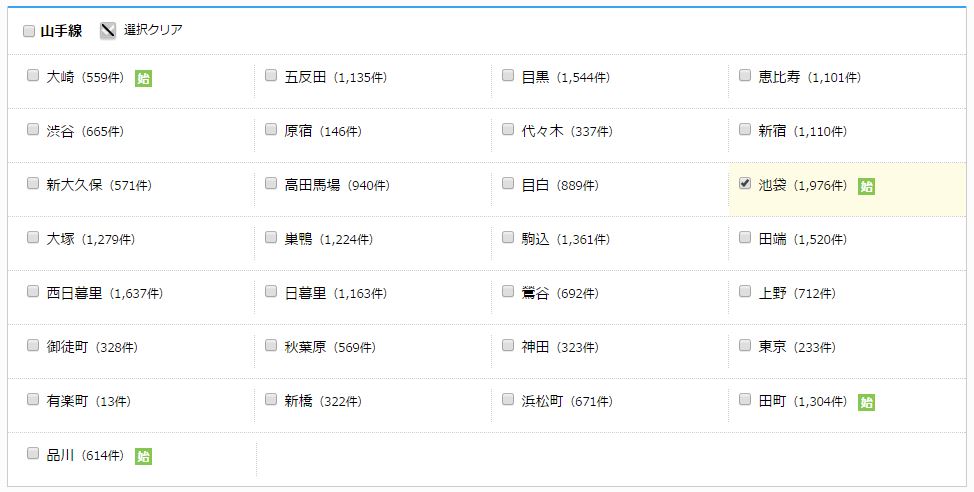 山手線 選択クリア
大崎 (559件) 始 五反田 (1,135件) 目黒 (1,544件) 恵比寿 (1,101件)
渋谷 (665件) 原宿 (146件) 代々木 (337件) 新宿 (1,110件)
新大久保 (571件) 高田馬場 (940件) 目白 (889件) 池袋 (1,976件) 始
大塚 (1,279件) 巣鴨 (1,224件) 駒込 (1,361件) 田端 (1,520件)
西日暮里 (1,637件) 日暮里 (1,163件) 鶯谷 (692件) 上野 (712件)
御徒町 (328件) 秋葉原 (569件) 神田 (323件) 東京 (233件)
有楽町 (13件) 新橋 (322件) 浜松町 (671件) 田町 (1,304件) 始
品川 (614件) 始